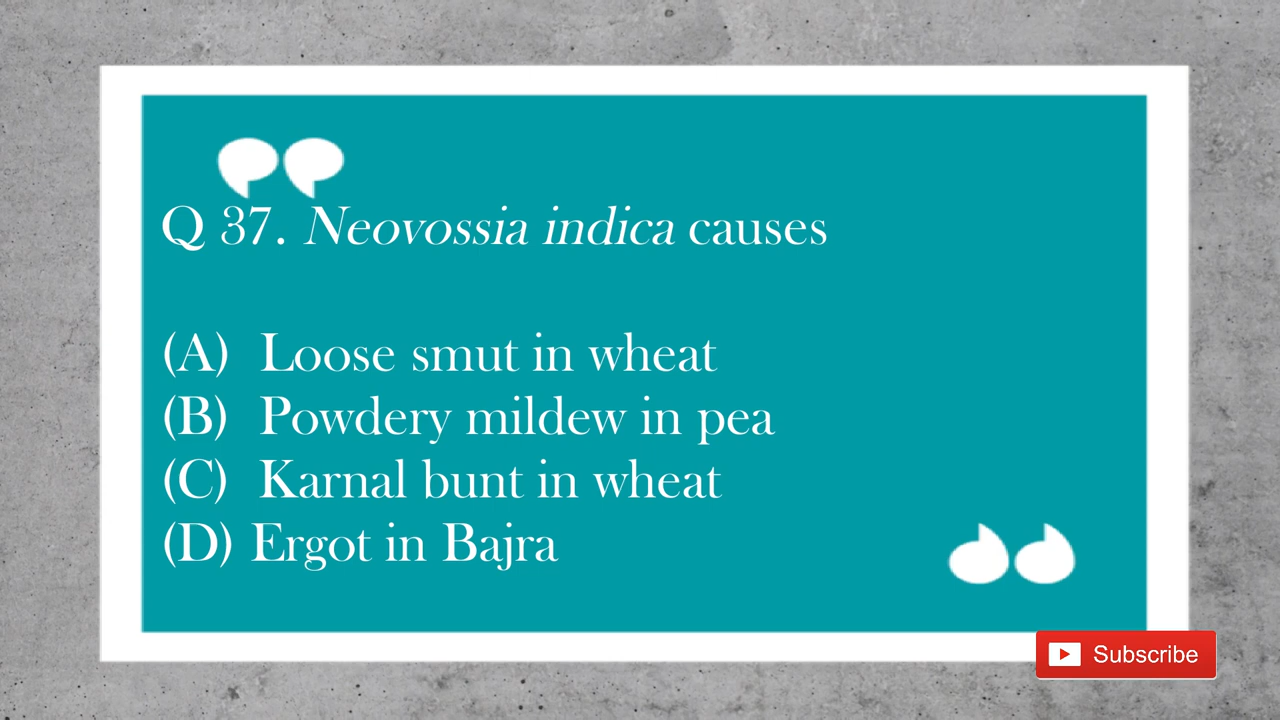 Q 37. Neovossia indica causes
(A) Loose smut in wheat
(B) Powdery mildew in pea
(C) Karnal bunt in wheat
(D) Ergot in Bajra
Subscribe